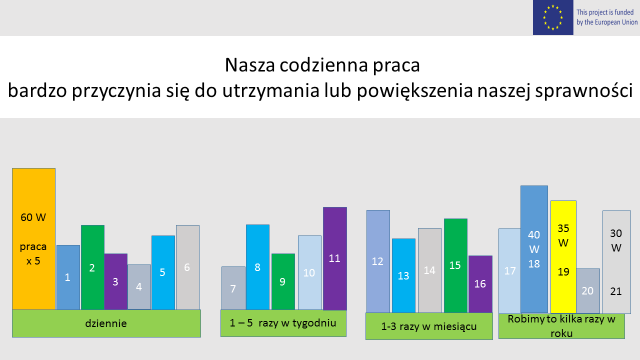 This project is funded
by the European Union
Nasza codzienna praca
bardzo przyczynia się do utrzymania lub powiększenia naszej sprawności
60 W
praca
x 5
1
2
3
4
5
6
dziennie
7
8
9
10
11
1 – 5 razy w tygodniu
12
13
14
15
16
1-3 razy w miesiącu
17
40
W
18
35
W
19
20
30
W
21
Robimy to kilka razy w
roku